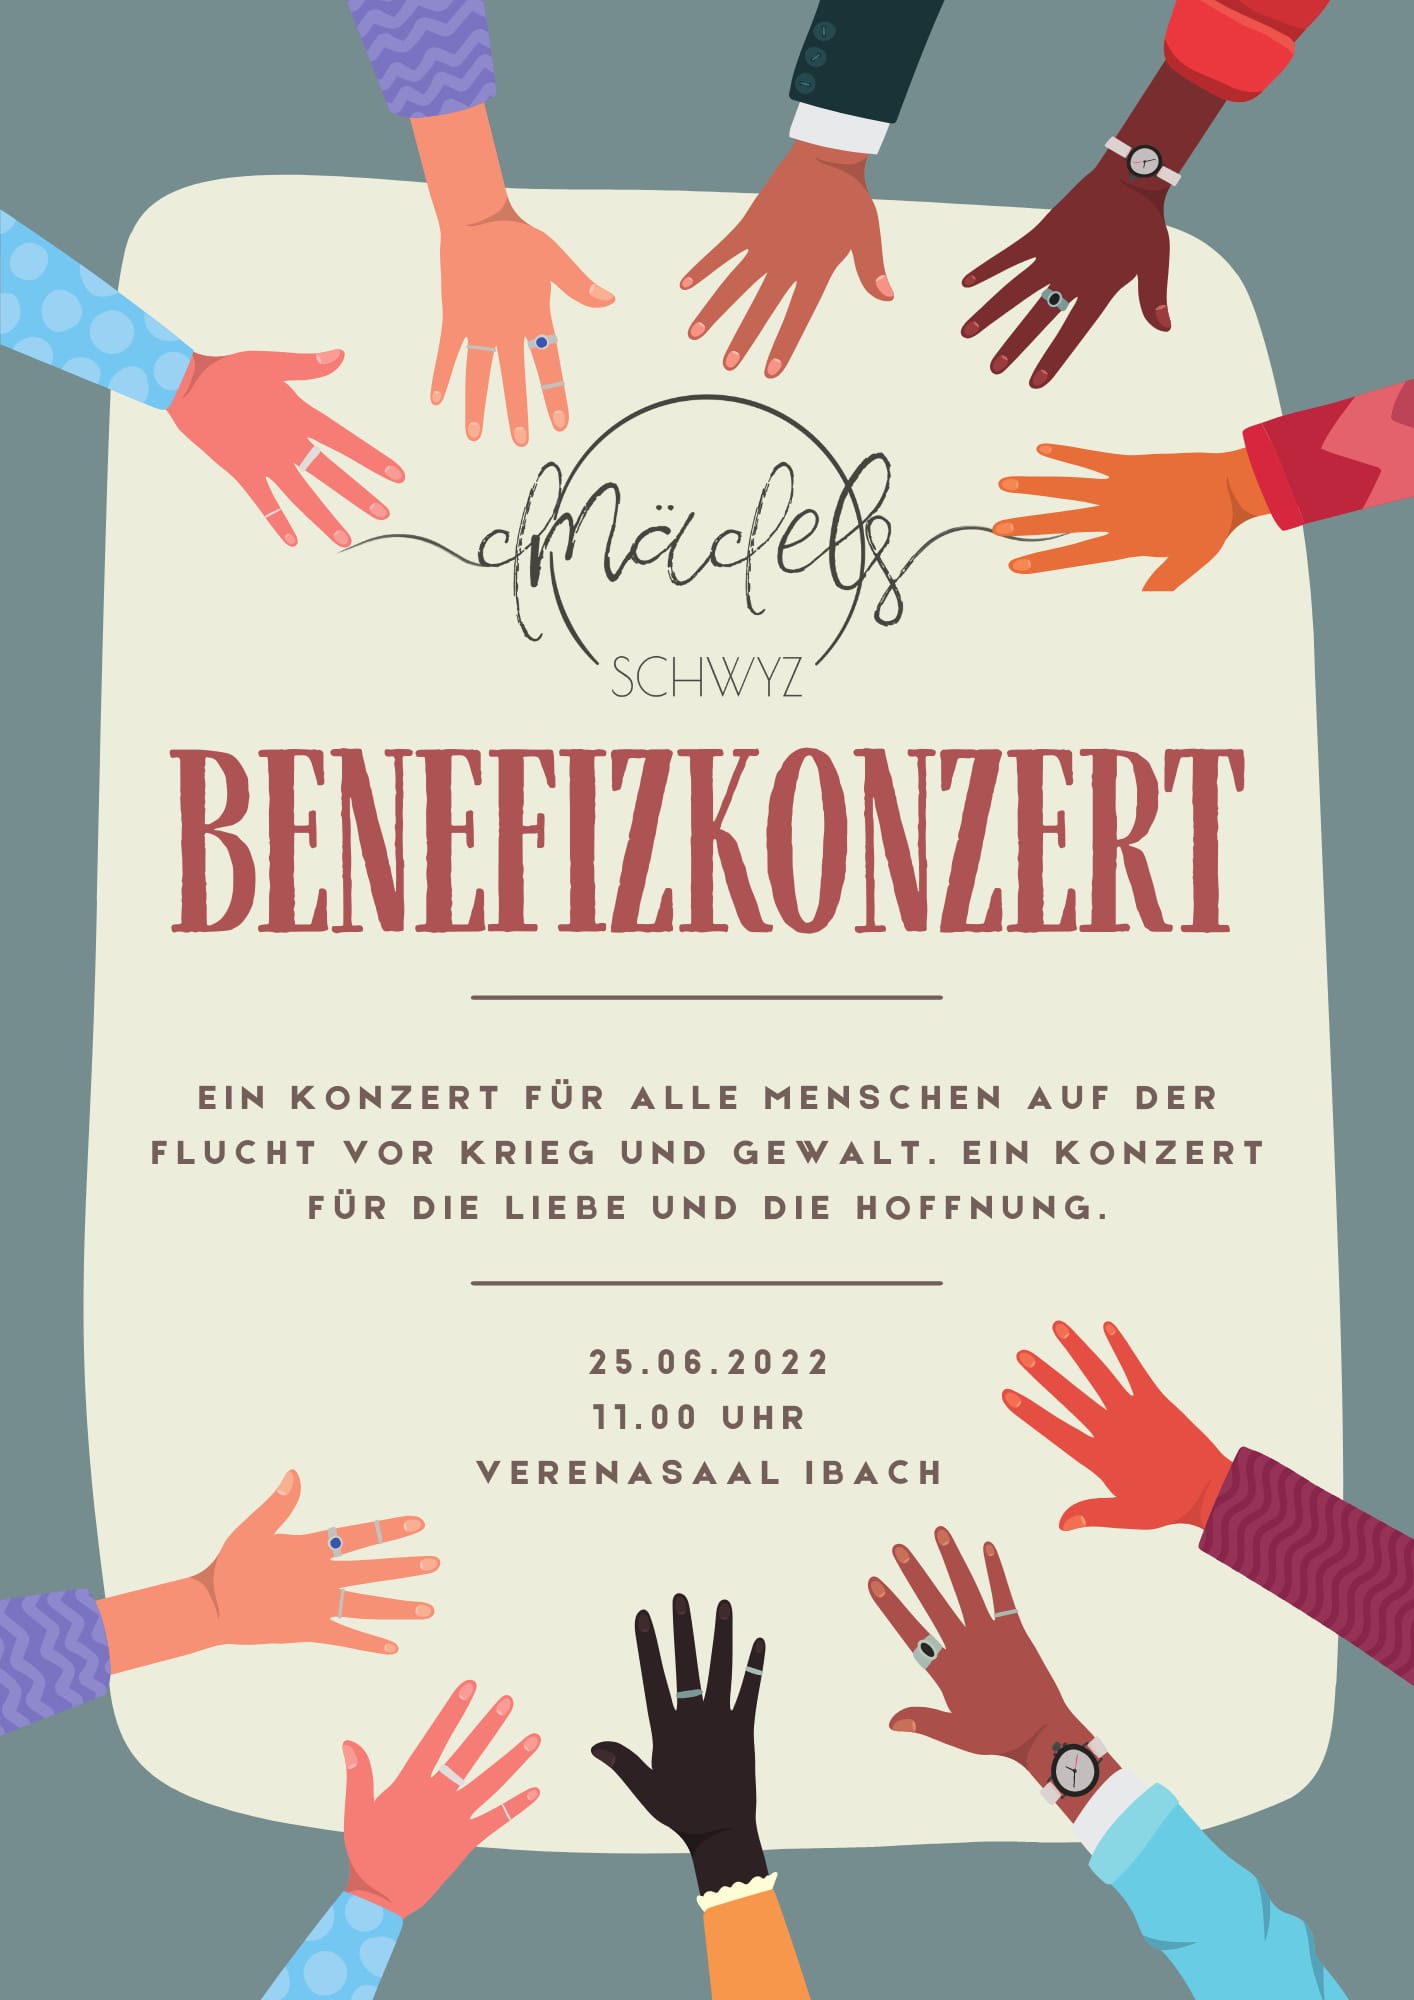 dMädels
SCHWYZ
BENEFIZKONZERT
EIN KONZERT FÜR ALLE MENSCHEN AUF DER
FLUCHT VOR KRIEG UND GEWALT. EIN KONZERT
FÜR DIE LIEBE UND DIE HOFFNUNG.
25.06.2022
11.00 UHR
VERENASAAL IBACH